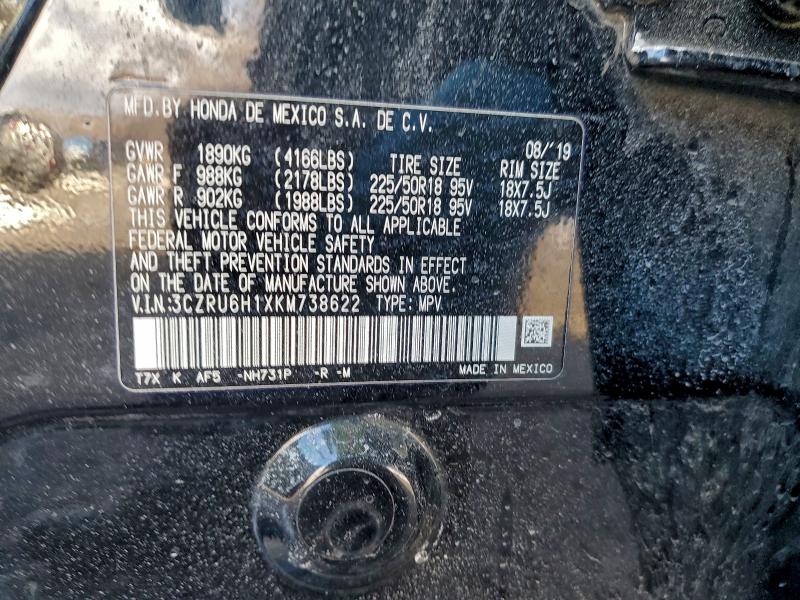 MFD.BY HONDA DE MEXICO S.A. DE C.V.
08/'19
GVWR 1890KG (4166LBS) TIRE SIZE RIM SIZE
GAWR F 988KG (2178LBS) 225/50R18 95V 18X7.5J
GAWR R 902KG (1988LBS) 225/50R18 95V 18X7.5J
THIS VEHICLE CONFORMS TO ALL APPLICABLE
FEDERAL MOTOR VEHICLE SAFETY
AND THEFT PREVENTION STANDARDS IN EFFECT
ON THE DATE OF MANUFACTURE SHOWN ABOVE.
V.I.N:3CZRU6H1XKM738622 TYPE: MPV
T7X K AF5 -NH731P -R -M MADE IN MEXICO